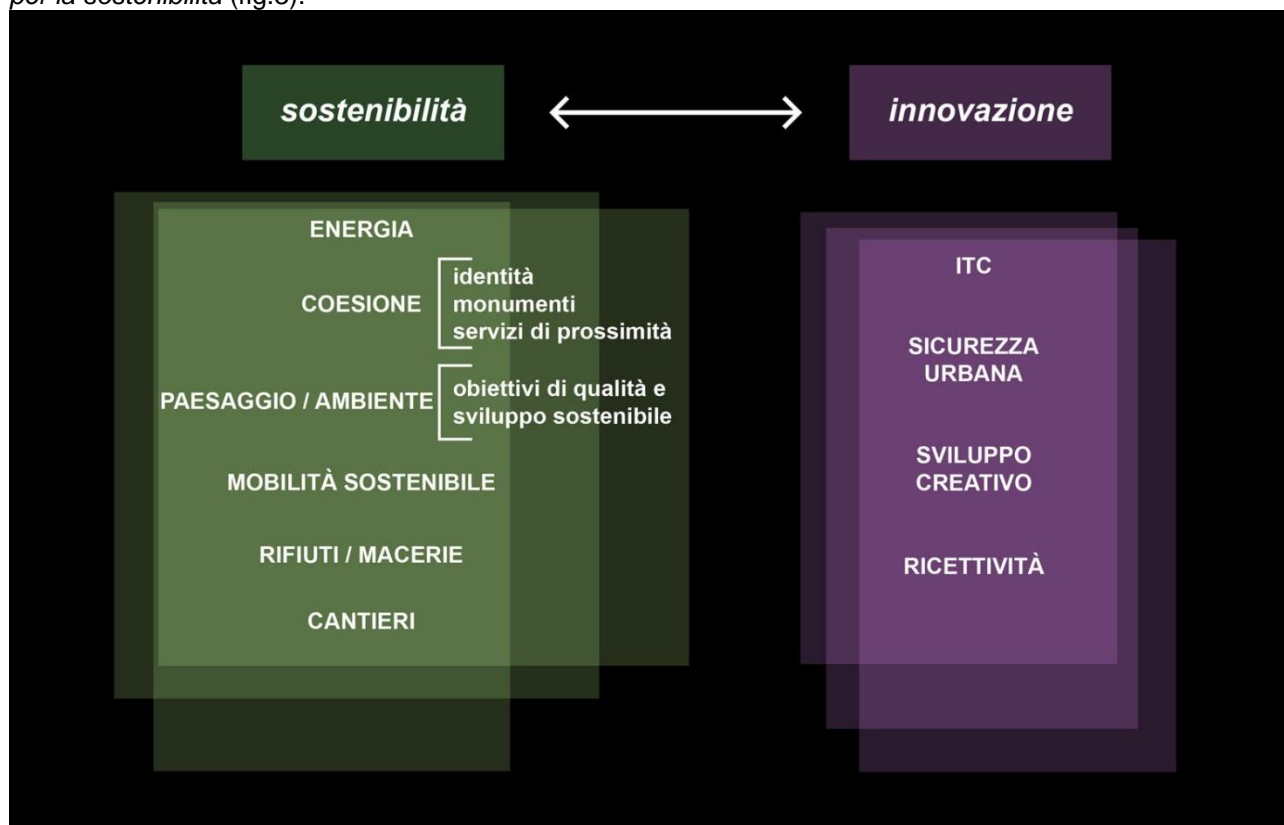 per la sostenibilità (fig.3).
sostenibilità
innovazione
ENERGIA
COESIONE
identità
monumenti
servizi di prossimità
PAESAGGIO / AMBIENTE
obiettivi di qualità e
sviluppo sostenibile
MOBILITÀ SOSTENIBILE
RIFIUTI / MACERIE
CANTIERI
ITC
SICUREZZA
URBANA
SVILUPPO
CREATIVO
RICETTIVITÀ